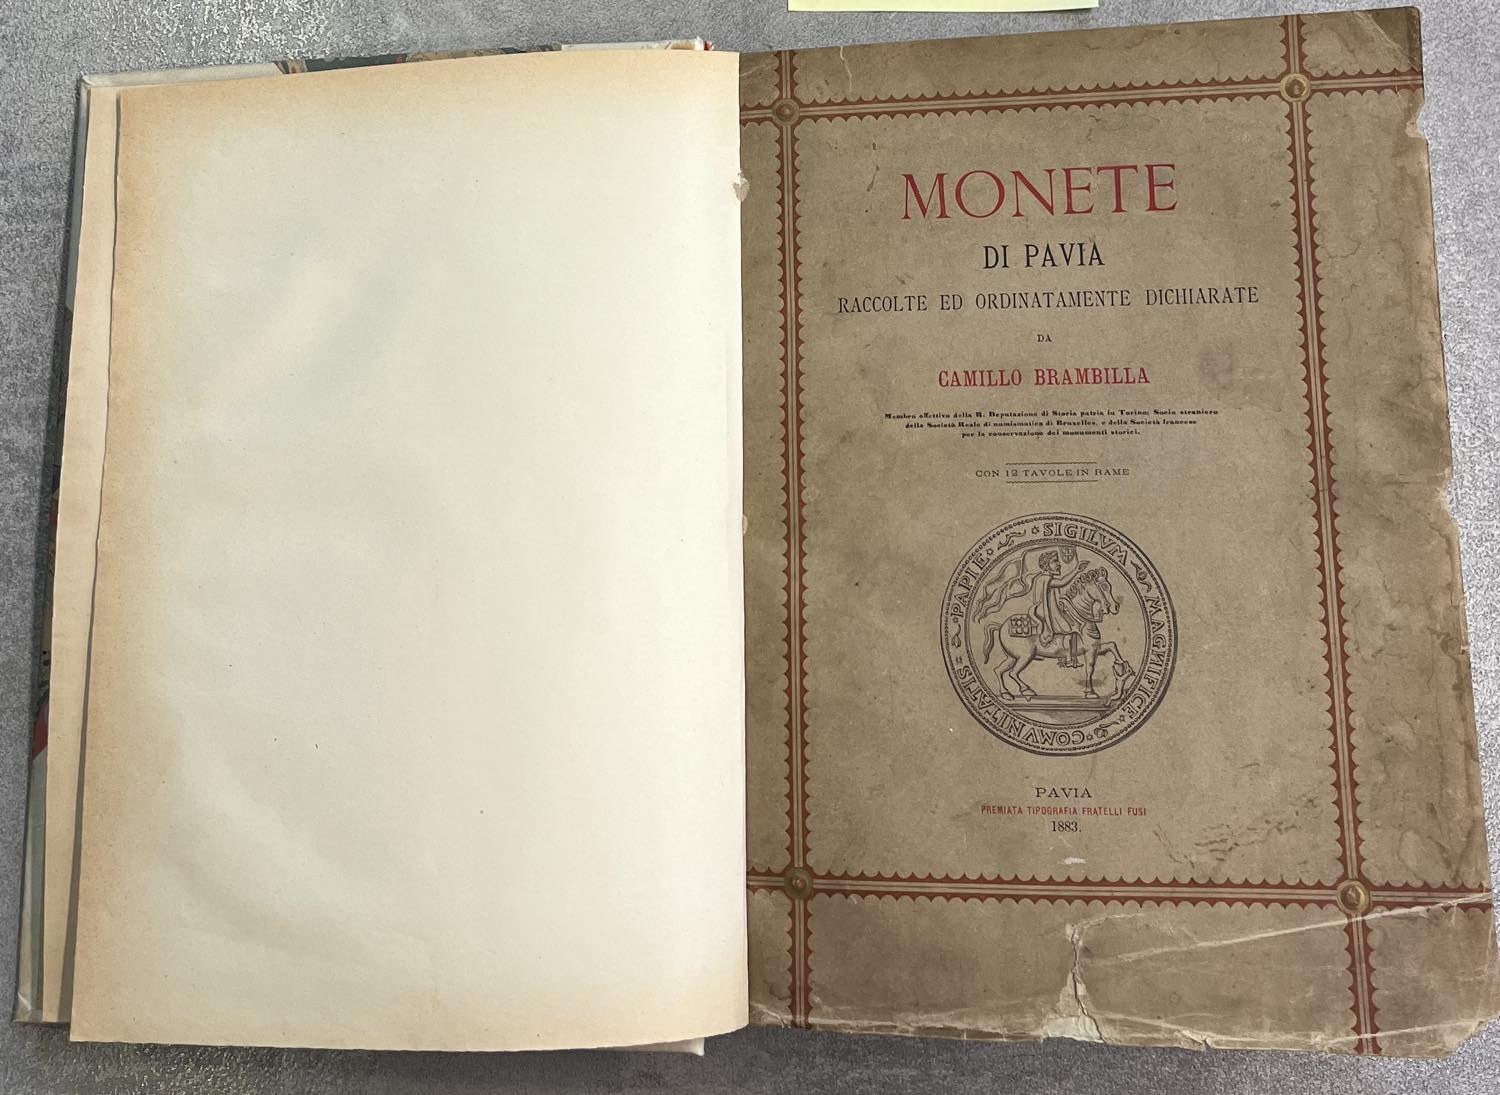 MONETE
DI PAVIA
RACCOLTE ED ORDINATAMENTE DICHIARATE
DA
CAMILLO BRAMBILLA
Membro effettivo della R. Deputazione di Storia patria in Torino; Socio straniero
della Società Reale di numismatica di Bruxelles, e della Società francese
per la conservazione dei monumenti storici.
CON 12 TAVOLE IN RAME
SIGILVM MAGNIFICE COMVNITATIS PAPIE
PAVIA
PREMIATA TIPOGRAFIA FRATELLI FUSI
1883.